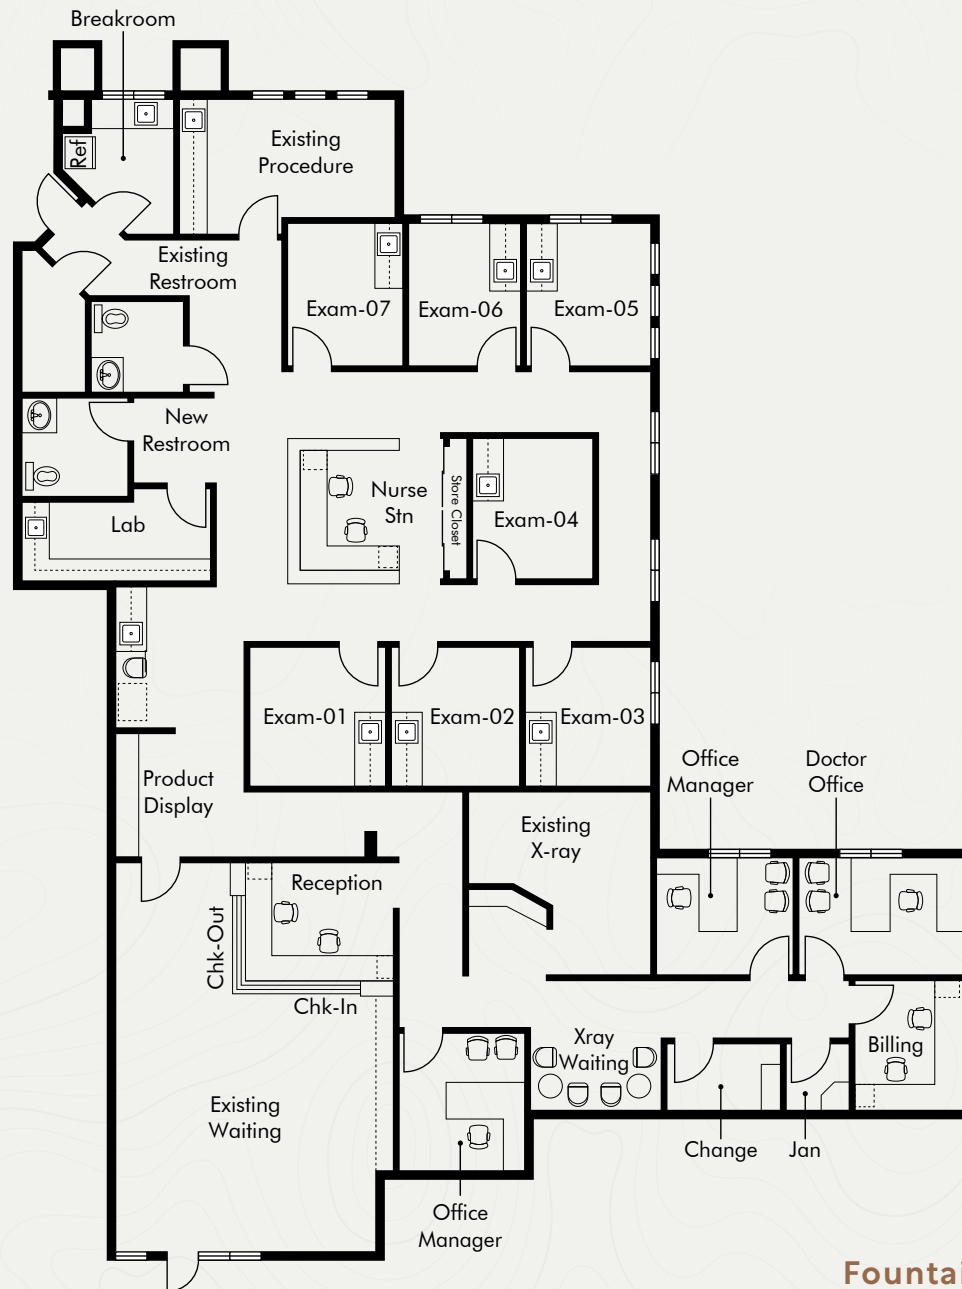 Breakroom
Ref
Existing
Procedure
Existing
Restroom
Exam-07
Exam-06
Exam-05
New
Restroom
Nurse
Stn
Store Closet
Exam-04
Lab
Exam-01
Exam-02
Exam-03
Product
Display
Office
Manager
Doctor
Office
Existing
X-ray
Reception
Chk-Out
Chk-In
Xray
Waiting
Billing
Existing
Waiting
Change
Jan
Office
Manager
Fountai